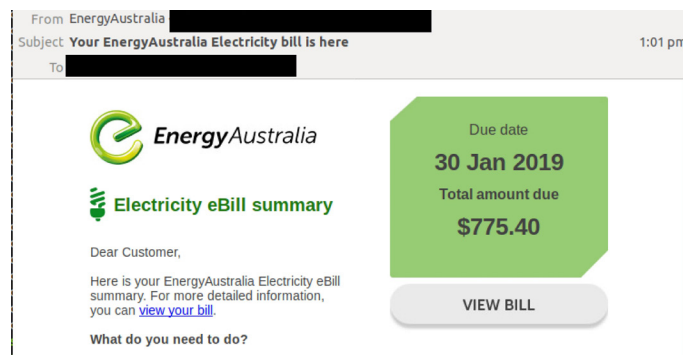 From EnergyAustralia
Subject Your EnergyAustralia Electricity bill is here 1:01 pm
To
EnergyAustralia
Electricity eBill summary
Dear Customer,
Here is your EnergyAustralia Electricity eBill
summary. For more detailed information,
you can view your bill.
What do you need to do?
Due date
30 Jan 2019
Total amount due
$775.40
VIEW BILL